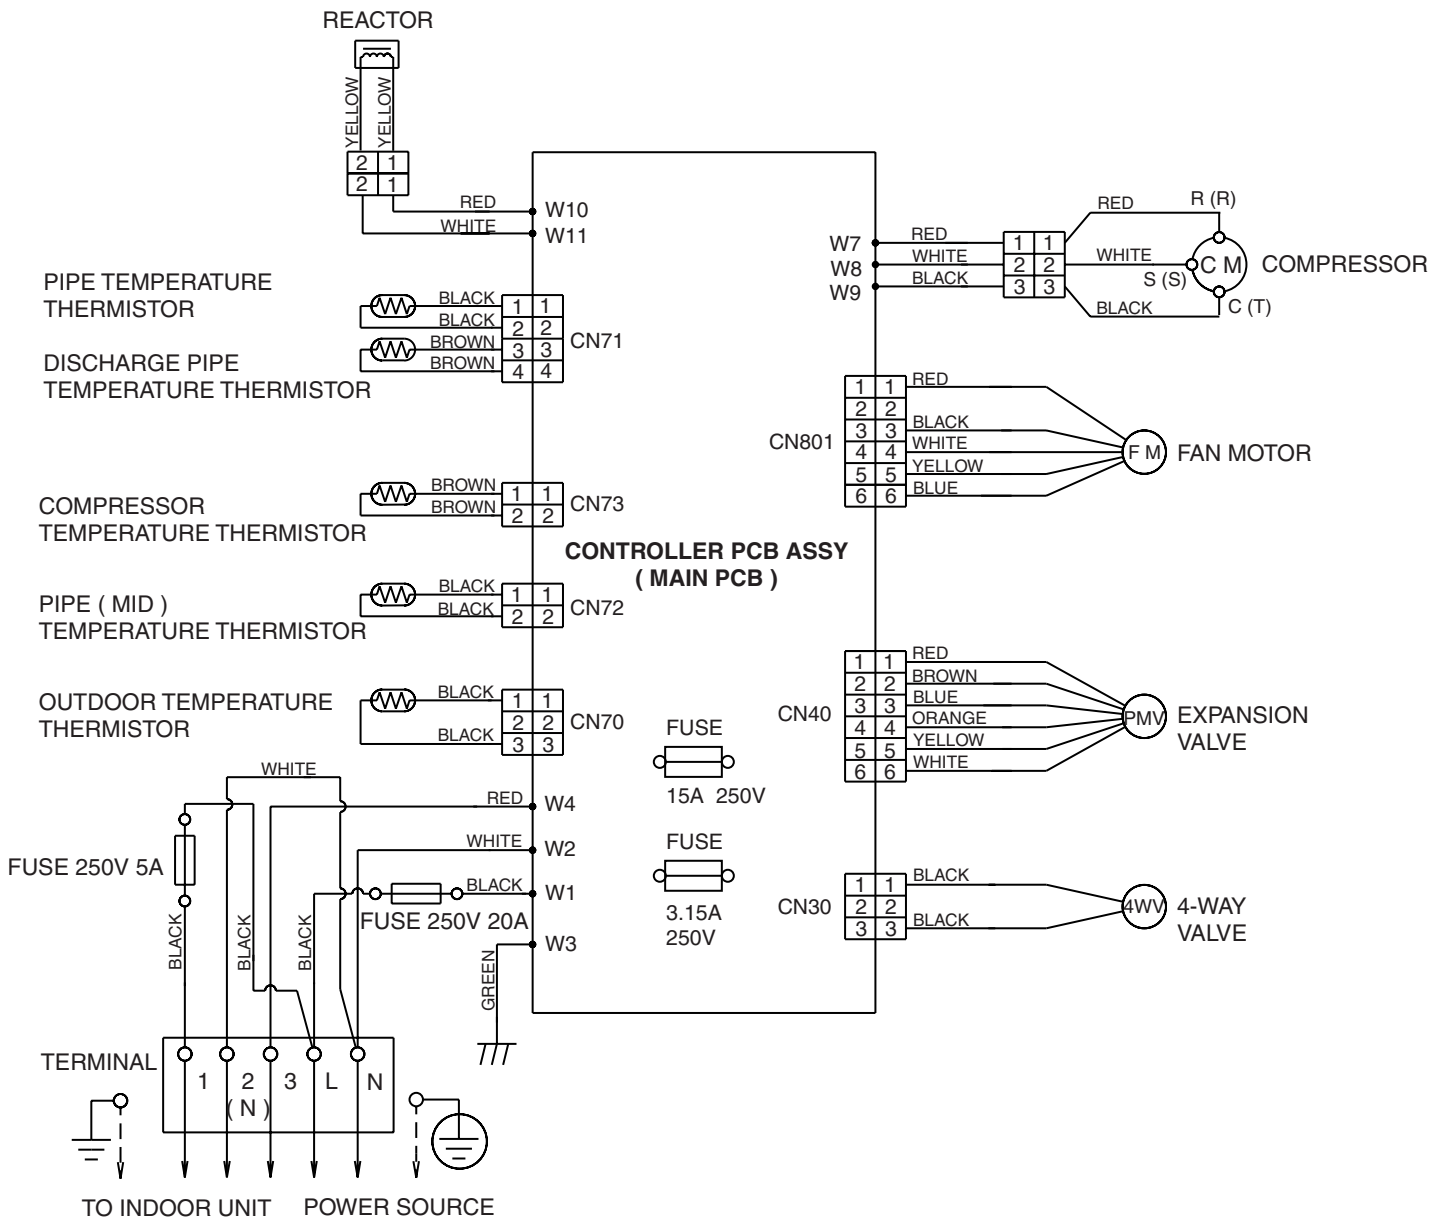 REACTOR
YELLOW
YELLOW
2 1
2 1
RED
W10
WHITE
W11
PIPE TEMPERATURE
THERMISTOR
BLACK
1 1
BLACK
2 2
CN71
DISCHARGE PIPE
TEMPERATURE THERMISTOR
BROWN
3 3
BROWN
4 4
COMPRESSOR
TEMPERATURE THERMISTOR
BROWN
1 1
BROWN
2 2
CN73
PIPE ( MID )
TEMPERATURE THERMISTOR
BLACK
1 1
BLACK
2 2
CN72
OUTDOOR TEMPERATURE
THERMISTOR
BLACK
1 1
2 2
BLACK
3 3
CN70
CONTROLLER PCB ASSY
( MAIN PCB )
FUSE
15A 250V
FUSE
3.15A
250V
W7
RED
1 1
W8
WHITE
2 2
W9
BLACK
3 3
RED
R (R)
WHITE
S (S)
C M
COMPRESSOR
BLACK
C (T)
CN801
1 1
RED
2 2
3 3
BLACK
4 4
WHITE
5 5
YELLOW
6 6
BLUE
F M
FAN MOTOR
CN40
1 1
RED
2 2
BROWN
3 3
BLUE
4 4
ORANGE
5 5
YELLOW
6 6
WHITE
PMV
EXPANSION
VALVE
CN30
1 1
BLACK
2 2
3 3
BLACK
4WV
4-WAY
VALVE
WHITE
RED
W4
WHITE
W2
BLACK
W1
FUSE 250V 5A
FUSE 250V 20A
W3
BLACK
BLACK
BLACK
GREEN
TERMINAL
1 2 3 L N
( N )
TO INDOOR UNIT
POWER SOURCE